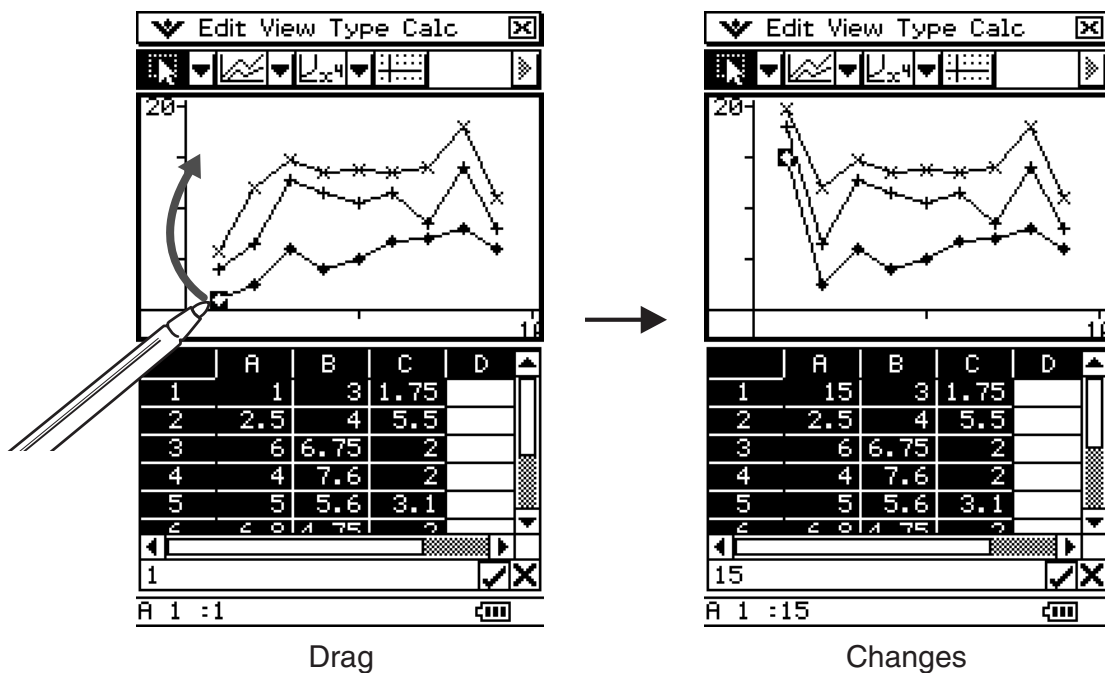 Edit View Type Calc
20
10
A B C D
1 1 3 1.75
2 2.5 4 5.5
3 6 6.75 2
4 4 7.6 2
5 5 5.6 3.1
1
A 1 :1
Drag
Edit View Type Calc
20
10
A B C D
1 15 3 1.75
2 2.5 4 5.5
3 6 6.75 2
4 4 7.6 2
5 5 5.6 3.1
15
A 1 :15
Changes